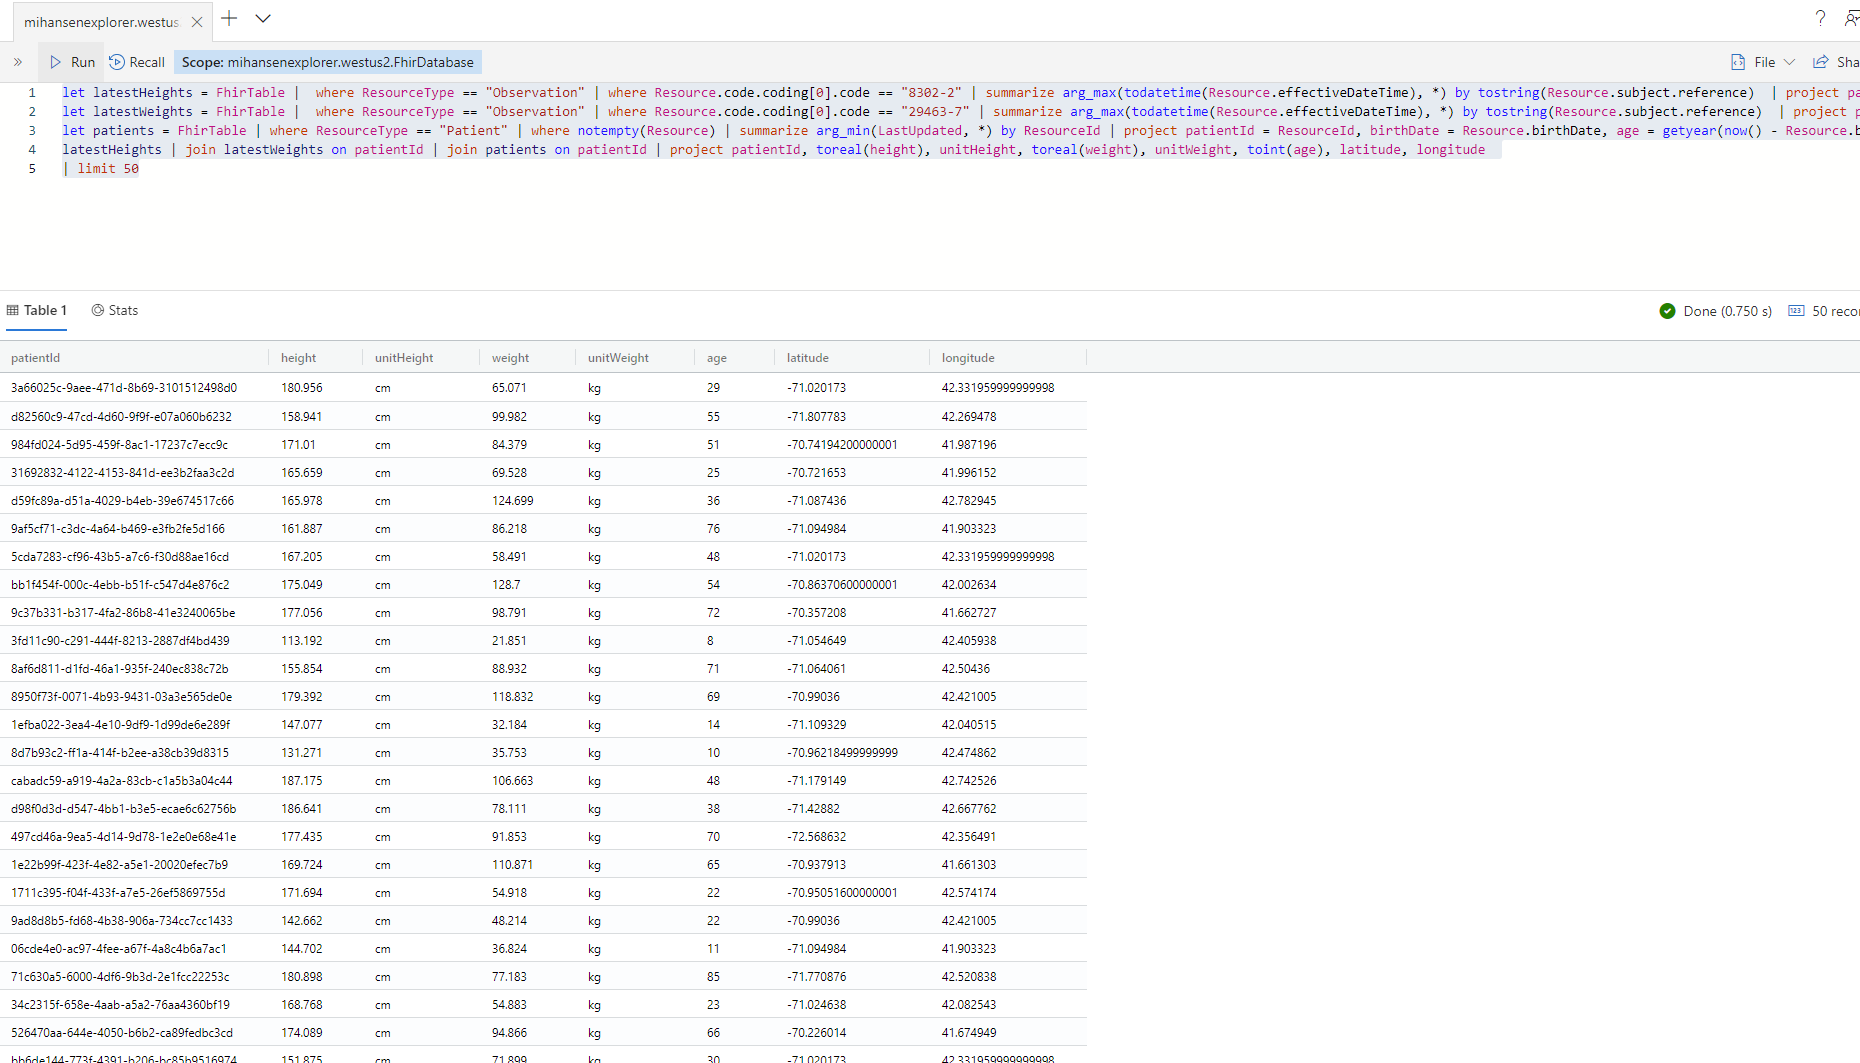 mihansenexplorer.westus
Run Recall Scope: mihansenexplorer.westus2.FhirDatabase File Sha
1 let latestHeights = FhirTable | where ResourceType == "Observation" | where Resource.code.coding[0].code == "8302-2" | summarize arg_max(todatetime(Resource.effectiveDateTime), *) by tostring(Resource.subject.reference) | project pa
2 let latestWeights = FhirTable | where ResourceType == "Observation" | where Resource.code.coding[0].code == "29463-7" | summarize arg_max(todatetime(Resource.effectiveDateTime), *) by tostring(Resource.subject.reference) | project p
3 let patients = FhirTable | where ResourceType == "Patient" | where notempty(Resource) | summarize arg_min(LastUpdated, *) by ResourceId | project patientId = ResourceId, birthDate = Resource.birthDate, age = getyear(now() - Resource.b
4 latestHeights | join latestWeights on patientId | join patients on patientId | project patientId, toreal(height), unitHeight, toreal(weight), unitWeight, toint(age), latitude, longitude
5 | limit 50
Table 1 Stats Done (0.750 s) 50 recor
patientId height unitHeight weight unitWeight age latitude longitude
3a66025c-9aee-471d-8b69-3101512498d0 180.956 cm 65.071 kg 29 -71.020173 42.331959999999998
d82560c9-47cd-4d60-9f9f-e07a060b6232 158.941 cm 99.982 kg 55 -71.807783 42.269478
984fd024-5d95-459f-8ac1-17237c7ecc9c 171.01 cm 84.379 kg 51 -70.74194200000001 41.987196
31692832-4122-4153-841d-ee3b2faa3c2d 165.659 cm 69.528 kg 25 -70.721653 41.996152
d59fc89a-d51a-4029-b4eb-39e674517c66 165.978 cm 124.699 kg 36 -71.087436 42.782945
9af5cf71-c3dc-4a64-b469-e3fb2fe5d166 161.887 cm 86.218 kg 76 -71.094984 41.903323
5cda7283-cf96-43b5-a7c6-f30d88ae16cd 167.205 cm 58.491 kg 48 -71.020173 42.331959999999998
bb1f454f-000c-4ebb-b51f-c547d4e876c2 175.049 cm 128.7 kg 54 -70.86370600000001 42.002634
9c37b331-b317-4fa2-86b8-41e3240065be 177.056 cm 98.791 kg 72 -70.357208 41.662727
3fd11c90-c291-444f-8213-2887df4bd439 113.192 cm 21.851 kg 8 -71.054649 42.405938
8af6d811-d1fd-46a1-935f-240ec838c72b 155.854 cm 88.932 kg 71 -71.064061 42.50436
8950f73f-0071-4b93-9431-03a3e565de0e 179.392 cm 118.832 kg 69 -70.99036 42.421005
1efba022-3ea4-4e10-9df9-1d99de6e289f 147.077 cm 32.184 kg 14 -71.109329 42.040515
8d7b93c2-ff1a-414f-b2ee-a38cb39d8315 131.271 cm 35.753 kg 10 -70.96218499999999 42.474862
cabadc59-a919-4a2a-83cb-c1a5b3a04c44 187.175 cm 106.663 kg 48 -71.179149 42.742526
d98f0d3d-d547-4bb1-b3e5-ecae6c62756b 186.641 cm 78.111 kg 38 -71.42882 42.667762
497cd46a-9ea5-4d14-9d78-1e2e0e68e41e 177.435 cm 91.853 kg 70 -72.568632 42.356491
1e22b99f-423f-4e82-a5e1-20020efec7b9 169.724 cm 110.871 kg 65 -70.937913 41.661303
1711c395-f04f-433f-a7e5-26ef5869755d 171.694 cm 54.918 kg 22 -70.95051600000001 42.574174
9ad8d8b5-fd68-4b38-906a-734cc7cc1433 142.662 cm 48.214 kg 22 -70.99036 42.421005
06cde4e0-ac97-4fee-a67f-4a8c4b6a7ac1 144.702 cm 36.824 kg 11 -71.094984 41.903323
71c630a5-6000-4df6-9b3d-2e1fcc22253c 180.898 cm 77.183 kg 85 -71.770876 42.520838
34c2315f-658e-4aab-a5a2-76aa4360bf19 168.768 cm 54.883 kg 23 -71.024638 42.082543
526470aa-644e-4050-b6b2-ca89fedbc3cd 174.089 cm 94.866 kg 66 -70.226014 41.674949
bb6de144-773f-4391-b206-bc85b9516974 151.875 cm 71.899 kg 30 -71.020173 42.331959999999998